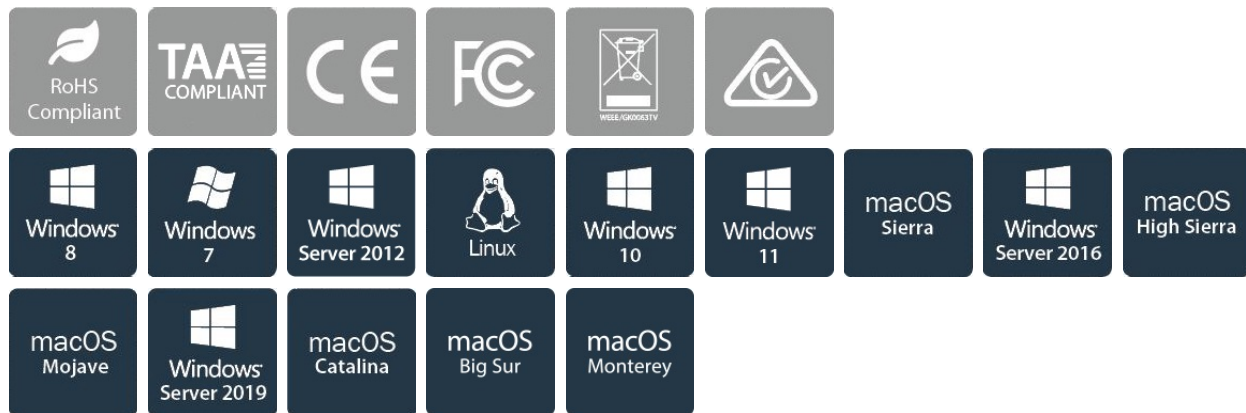 RoHS
Compliant
TAA
COMPLIANT
CE
FC
WEEE/GK0063TV
Windows
8
Windows
7
Windows
Server 2012
Linux
Windows
10
Windows
11
macOS
Sierra
Windows
Server 2016
macOS
High Sierra
macOS
Mojave
Windows
Server 2019
macOS
Catalina
macOS
Big Sur
macOS
Monterey